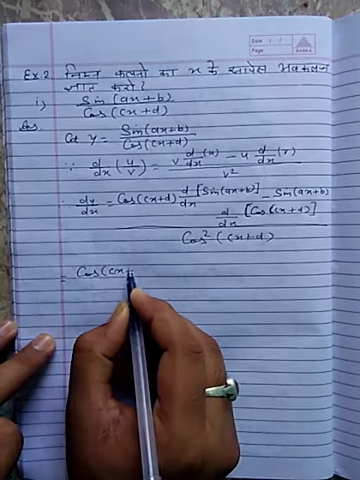 Date
Page
Ex.2 निम्न फलनो का x के सापेक्ष अवकलज
ज्ञात करो?
i) Sin(ax+b) / Cos(cx+d)
Ans.
Let y = Sin(ax+b) / Cos(cx+d)
∵ d/dx (u/v) = v d/dx (u) - u d/dx (v) / v²
∴ dy/dx = Cos(cx+d) d/dx [Sin(ax+b)] - Sin(ax+b)
d/dx [Cos(cx+d)]
Cos² (cx+d)
= Cos(cx+